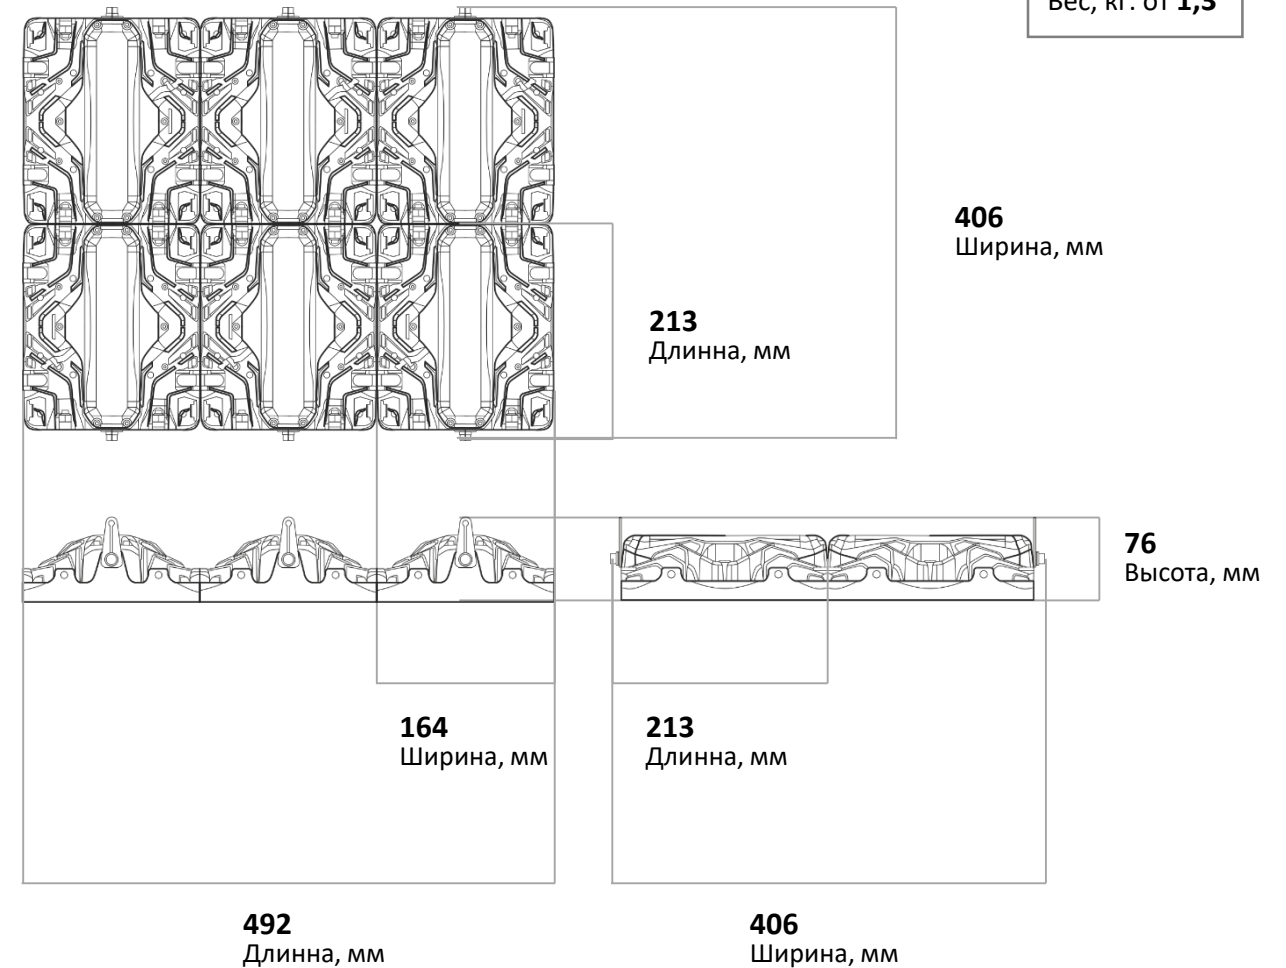 Вес, кг. от 1,3
406
Ширина, мм
213
Длинна, мм
76
Высота, мм
164
Ширина, мм
213
Длинна, мм
492
Длинна, мм
406
Ширина, мм